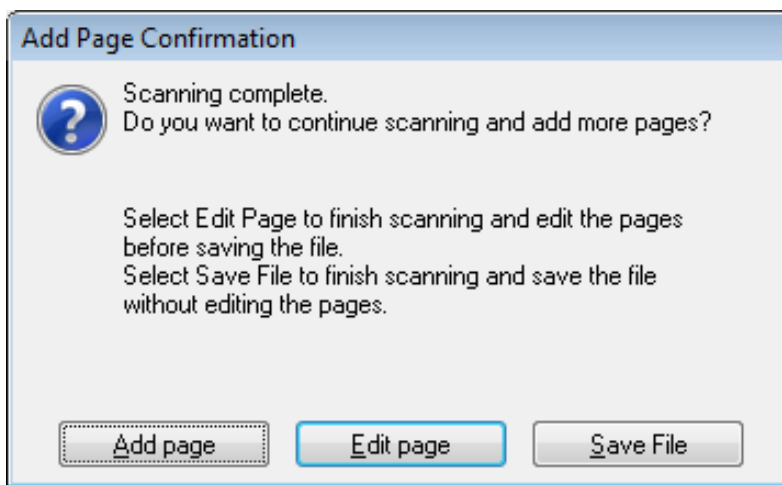 Add Page Confirmation
Scanning complete.
Do you want to continue scanning and add more pages?
Select Edit Page to finish scanning and edit the pages
before saving the file.
Select Save File to finish scanning and save the file
without editing the pages.
Add page
Edit page
Save File